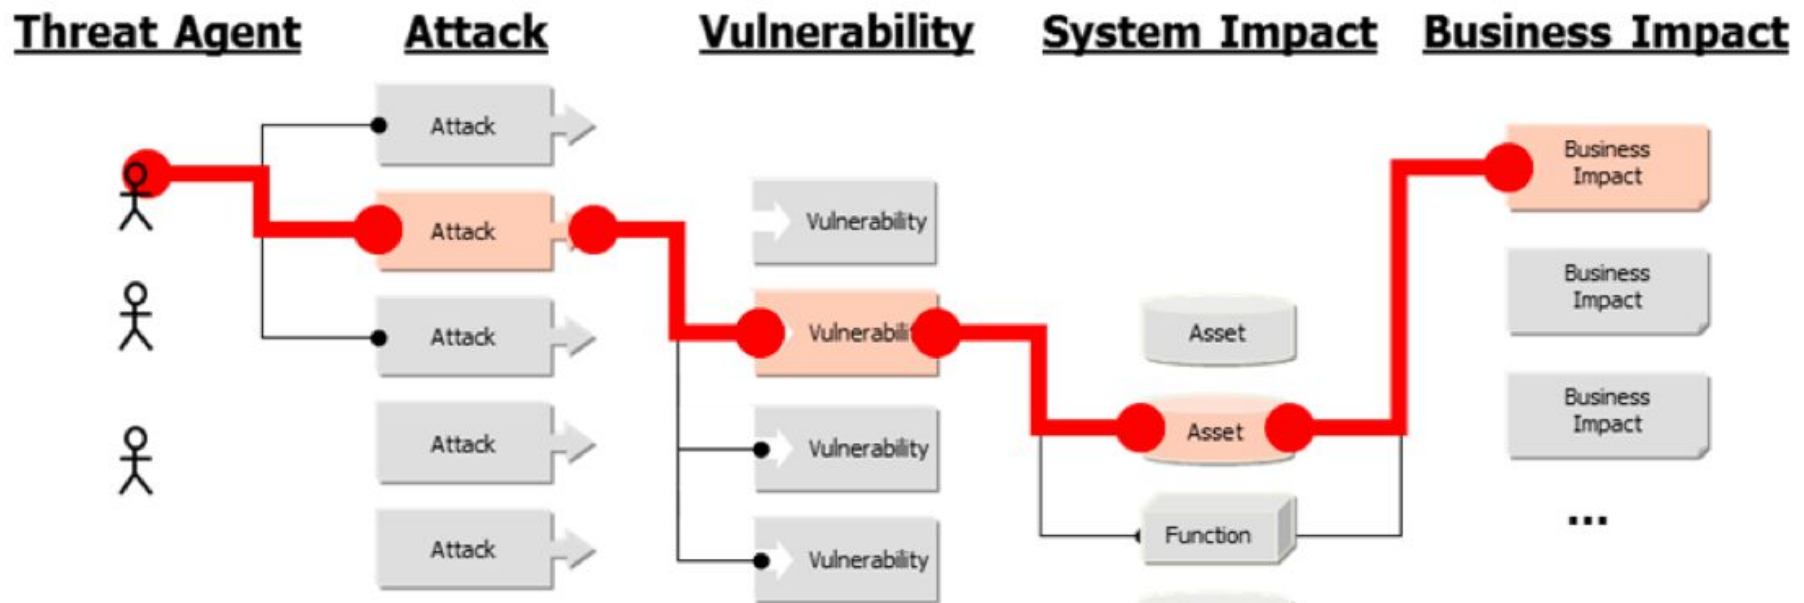 Threat Agent
Attack
Vulnerability
System Impact
Business Impact
Attack
Attack
Attack
Attack
Attack
Vulnerability
Vulnerabili
Vulnerability
Vulnerability
Asset
Asset
Function
Business
Impact
Business
Impact
Business
Impact
...